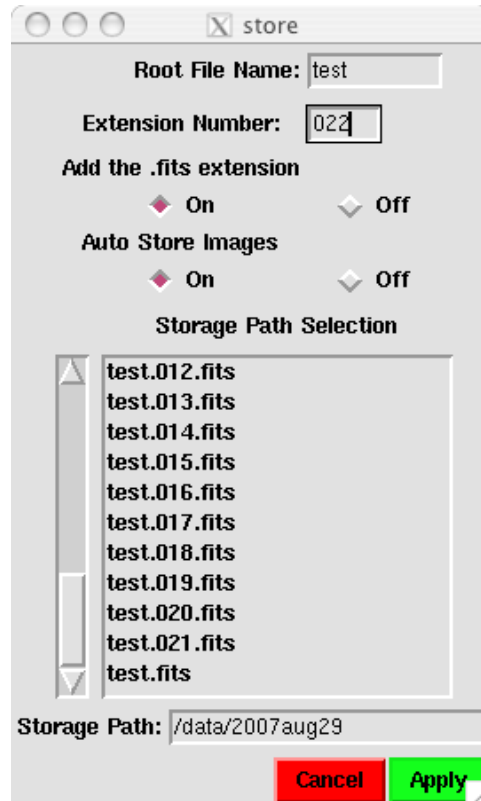 store
Root File Name: test
Extension Number: 022
Add the .fits extension
On Off
Auto Store Images
On Off
Storage Path Selection
test.012.fits
test.013.fits
test.014.fits
test.015.fits
test.016.fits
test.017.fits
test.018.fits
test.019.fits
test.020.fits
test.021.fits
test.fits
Storage Path: /data/2007aug29
Cancel Apply